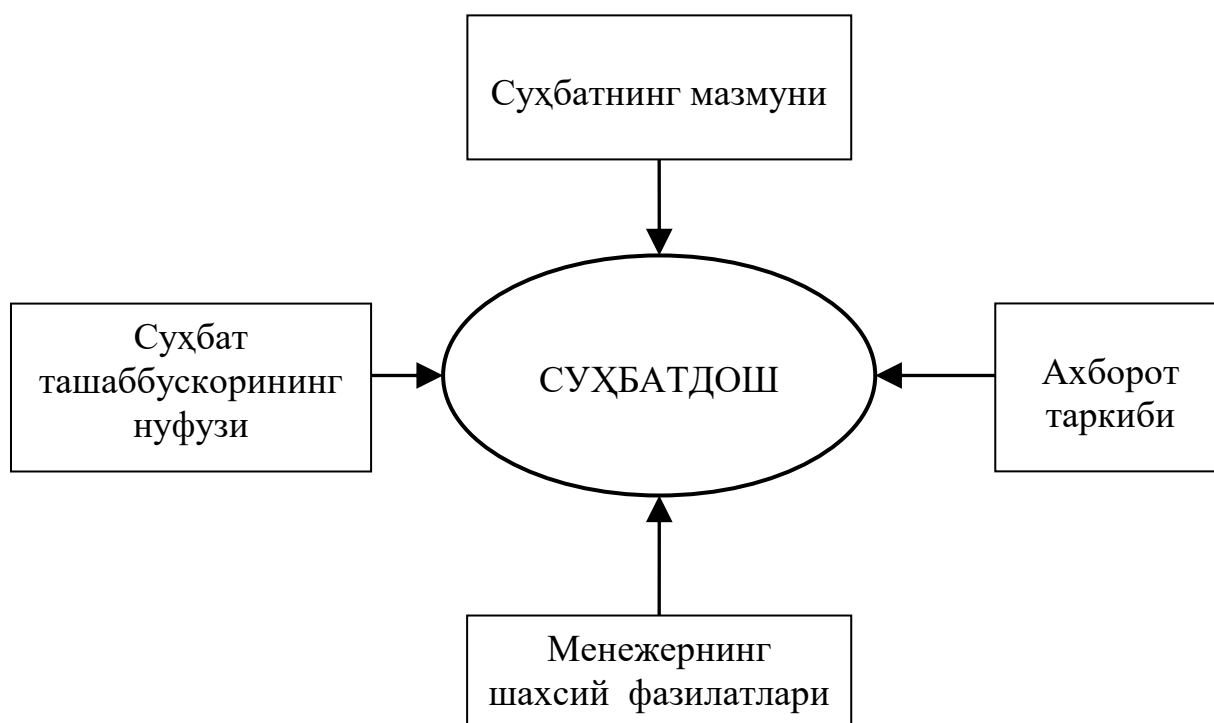 Суҳбатнинг мазмуни
Суҳбат
ташаббускорининг
нуфузи
СУҲБАТДОШ
Ахборот
таркиби
Менежернинг
шахсий фазилатлари